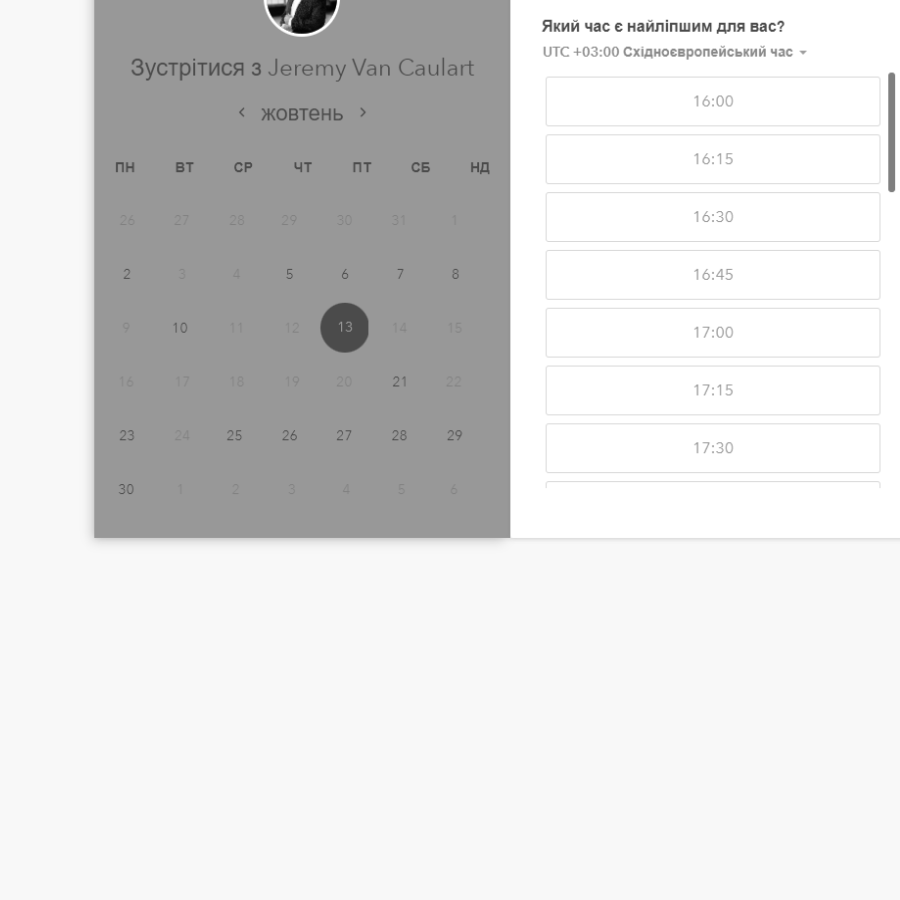 Зустрітися з Jeremy Van Caulart
жовтень
ПН ВТ СР ЧТ ПТ СБ НД
26 27 28 29 30 31 1
2 3 4 5 6 7 8
9 10 11 12 13 14 15
16 17 18 19 20 21 22
23 24 25 26 27 28 29
30 1 2 3 4 5 6
Який час є найліпшим для вас?
UTC +03:00 Східноєвропейський час
16:00
16:15
16:30
16:45
17:00
17:15
17:30